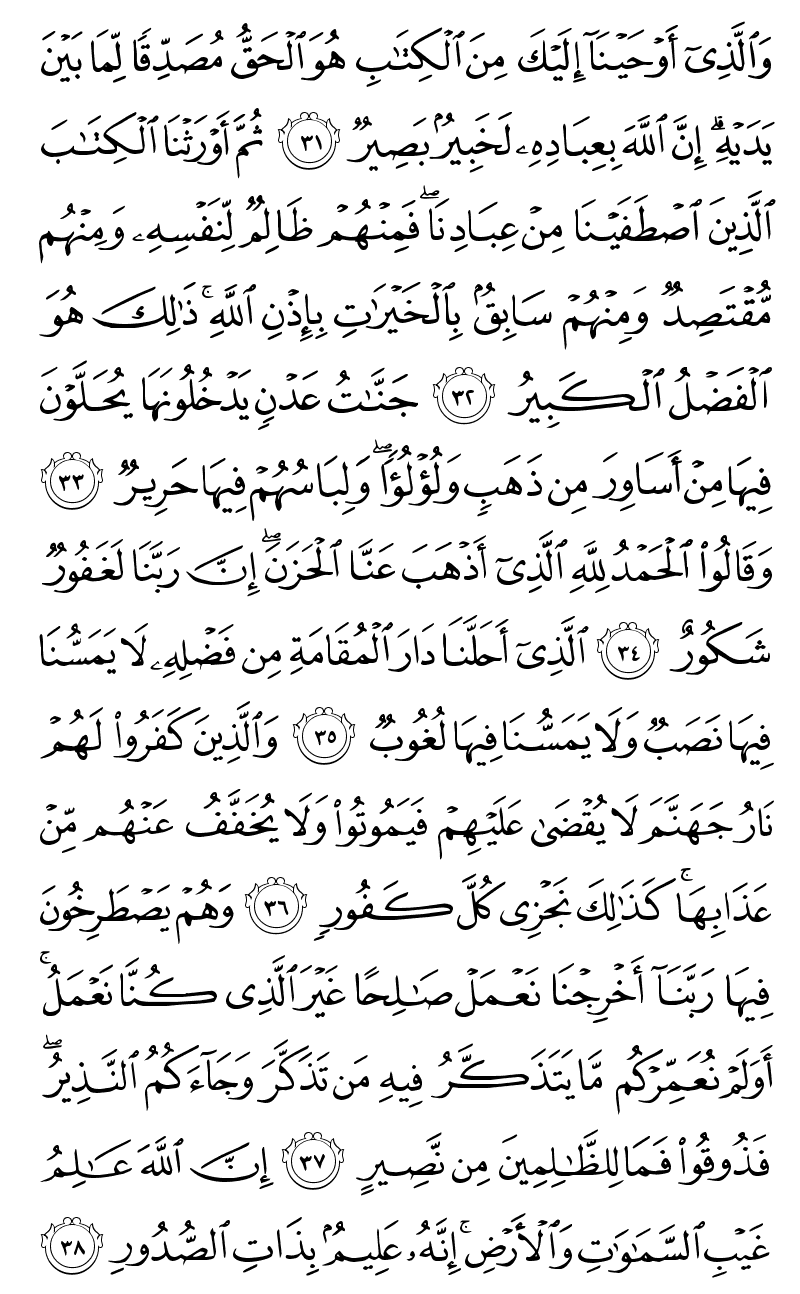 وَٱلَّذِىٓ أَوْحَيْنَآ إِلَيْكَ مِنَ ٱلْكِتَـٰبِ هُوَ ٱلْحَقُّ مُصَدِّقًا لِّمَا بَيْنَ
يَدَيْهِ ۗ إِنَّ ٱللَّهَ بِعِبَادِهِۦ لَخَبِيرٌۢ بَصِيرٌ ٣١ ثُمَّ أَوْرَثْنَا ٱلْكِتَـٰبَ
ٱلَّذِينَ ٱصْطَفَيْنَا مِنْ عِبَادِنَا ۖ فَمِنْهُمْ ظَالِمٌ لِّنَفْسِهِۦ وَمِنْهُم
مُّقْتَصِدٌ وَمِنْهُمْ سَابِقٌۢ بِٱلْخَيْرَٰتِ بِإِذْنِ ٱللَّهِ ۚ ذَٰلِكَ هُوَ
ٱلْفَضْلُ ٱلْكَبِيرُ ٣٢ جَنَّـٰتُ عَدْنٍ يَدْخُلُونَهَا يُحَلَّوْنَ
فِيهَا مِنْ أَسَاوِرَ مِن ذَهَبٍ وَلُؤْلُؤًا ۖ وَلِبَاسُهُمْ فِيهَا حَرِيرٌ ٣٣
وَقَالُوا۟ ٱلْحَمْدُ لِلَّهِ ٱلَّذِىٓ أَذْهَبَ عَنَّا ٱلْحَزَنَ ۖ إِنَّ رَبَّنَا لَغَفُورٌ
شَكُورٌ ٣٤ ٱلَّذِىٓ أَحَلَّنَا دَارَ ٱلْمُقَامَةِ مِن فَضْلِهِۦ لَا يَمَسُّنَا
فِيهَا نَصَبٌ وَلَا يَمَسُّنَا فِيهَا لُغُوبٌ ٣٥ وَٱلَّذِينَ كَفَرُوا۟ لَهُمْ
نَارُ جَهَنَّمَ لَا يُقْضَىٰ عَلَيْهِمْ فَيَمُوتُوا۟ وَلَا يُخَفَّفُ عَنْهُم مِّنْ
عَذَابِهَا ۚ كَذَٰلِكَ نَجْزِى كُلَّ كَفُورٍ ٣٦ وَهُمْ يَصْطَرِخُونَ
فِيهَا رَبَّنَآ أَخْرِجْنَا نَعْمَلْ صَـٰلِحًا غَيْرَ ٱلَّذِى كُنَّا نَعْمَلُ ۚ
أَوَلَمْ نُعَمِّرْكُم مَّا يَتَذَكَّرُ فِيهِ مَن تَذَكَّرَ وَجَآءَكُمُ ٱلنَّذِيرُ ۖ
فَذُوقُوا۟ فَمَا لِلظَّـٰلِمِينَ مِن نَّصِيرٍ ٣٧ إِنَّ ٱللَّهَ عَـٰلِمُ
غَيْبِ ٱلسَّمَـٰوَٰتِ وَٱلْأَرْضِ ۚ إِنَّهُۥ عَلِيمٌۢ بِذَاتِ ٱلصُّدُورِ ٣٨